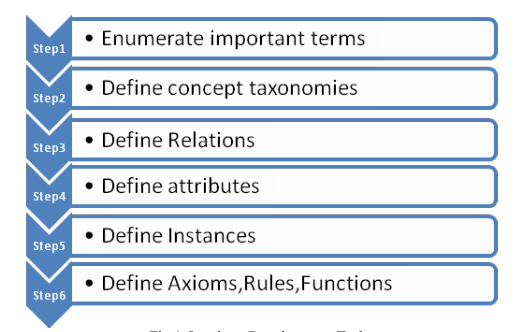 Step1 • Enumerate important terms
Step2 • Define concept taxonomies
Step3 • Define Relations
Step4 • Define attributes
Step5 • Define Instances
Step6 • Define Axioms,Rules,Functions